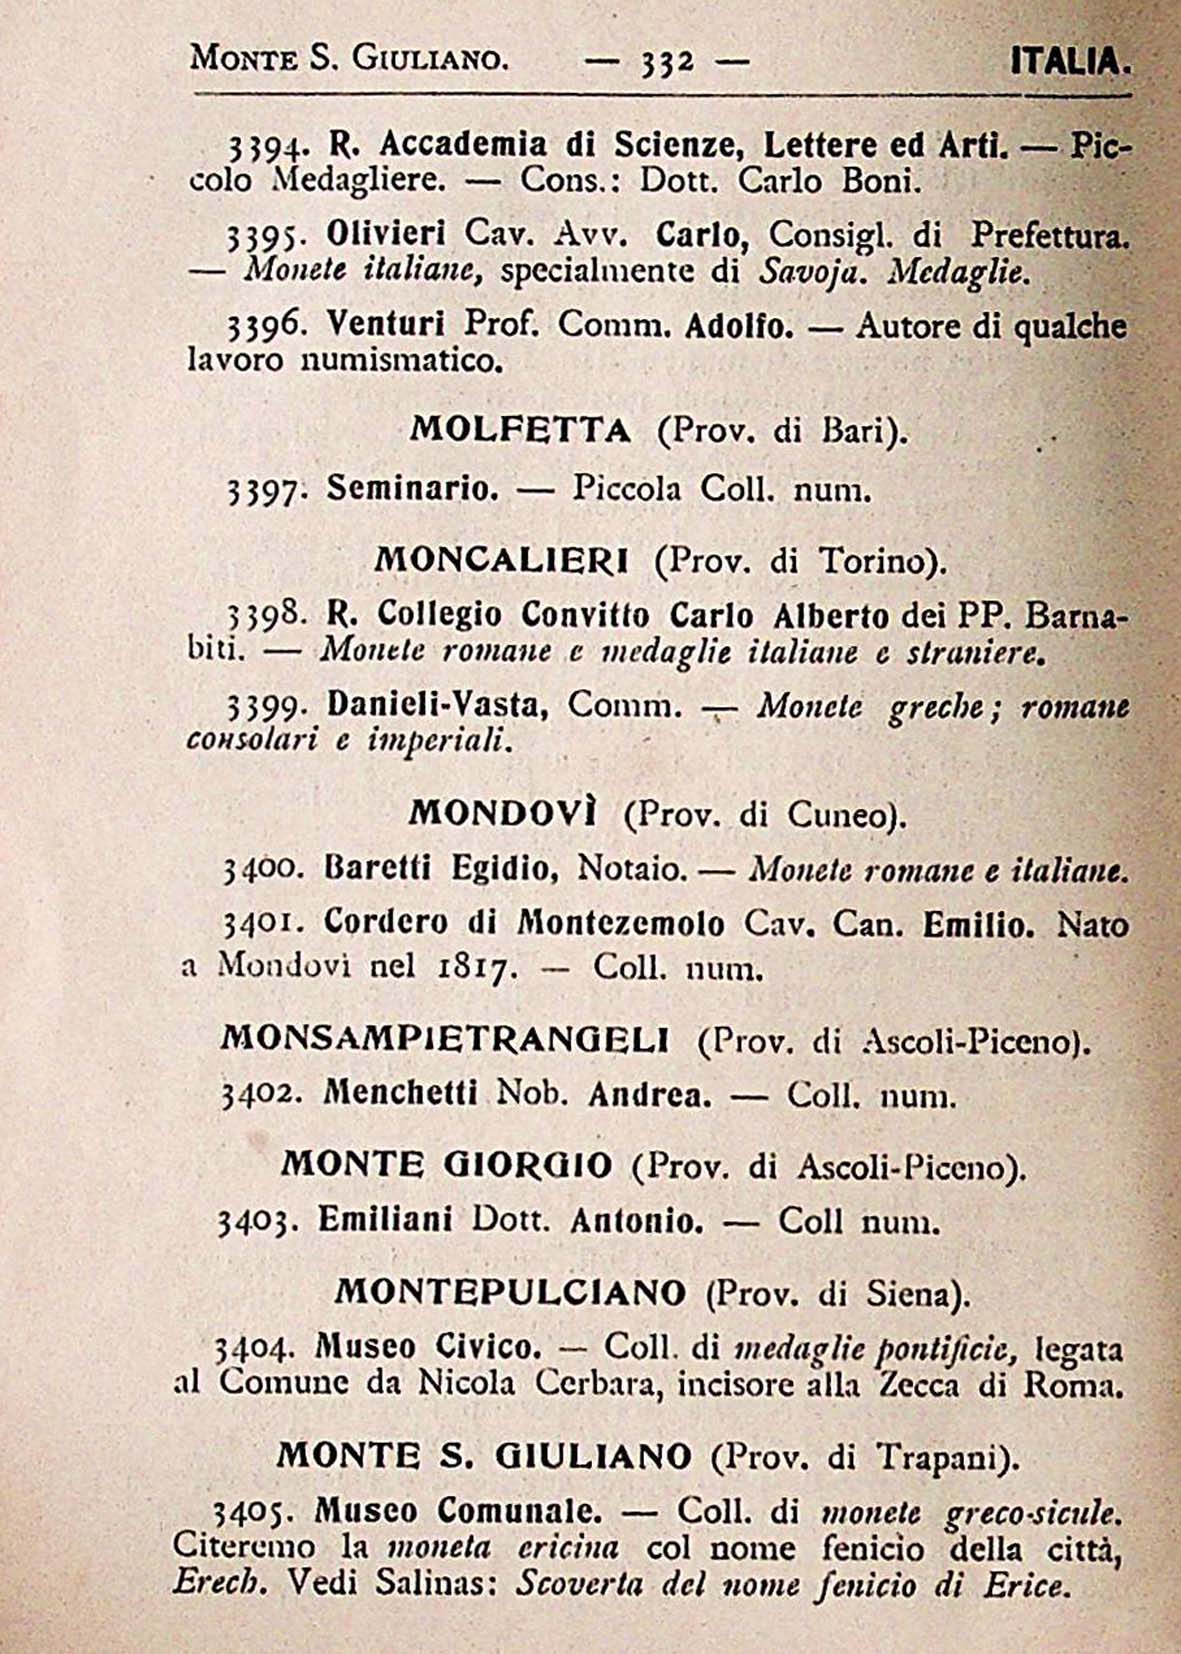 Monte S. Giuliano. — 332 — ITALIA.
3394. R. Accademia di Scienze, Lettere ed Arti. — Pic-
colo Medagliere. — Cons.: Dott. Carlo Boni.
3395. Olivieri Cav. Avv. Carlo, Consigl. di Prefettura.
— Monete italiane, specialmente di Savoja. Medaglie.
3396. Venturi Prof. Comm. Adolfo. — Autore di qualche
lavoro numismatico.
MOLFETTA (Prov. di Bari).
3397. Seminario. — Piccola Coll. num.
MONCALIERI (Prov. di Torino).
3398. R. Collegio Convitto Carlo Alberto dei PP. Barna-
biti. — Monete romane e medaglie italiane e straniere.
3399. Danieli-Vasta, Comm. — Monete greche; romane
consolari e imperiali.
MONDOVÌ (Prov. di Cuneo).
3400. Baretti Egidio, Notaio. — Monete romane e italiane.
3401. Cordero di Montezemolo Cav. Can. Emilio. Nato
a Mondovì nel 1817. — Coll. num.
MONSAMPIETRANGELI (Prov. di Ascoli-Piceno).
3402. Menchetti Nob. Andrea. — Coll. num.
MONTE GIORGIO (Prov. di Ascoli-Piceno).
3403. Emiliani Dott. Antonio. — Coll num.
MONTEPULCIANO (Prov. di Siena).
3404. Museo Civico. — Coll. di medaglie pontificie, legata
al Comune da Nicola Cerbara, incisore alla Zecca di Roma.
MONTE S. GIULIANO (Prov. di Trapani).
3405. Museo Comunale. — Coll. di monete greco-sicule.
Citeremo la moneta ericina col nome fenicio della città,
Erech. Vedi Salinas: Scoverta del nome fenicio di Erice.